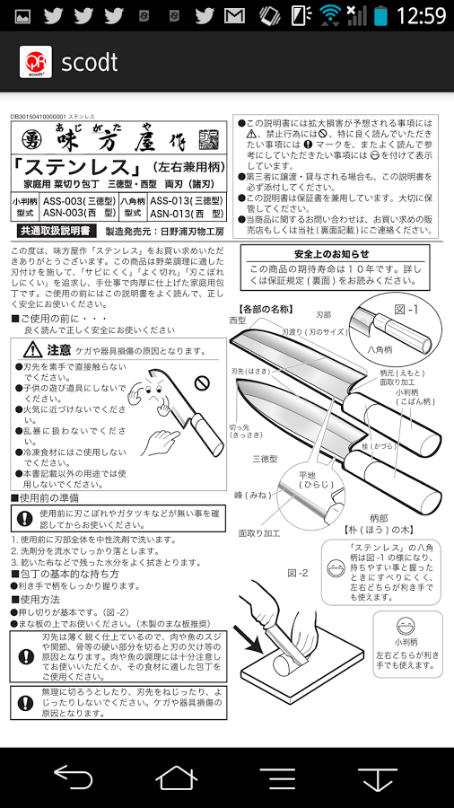 12:59
scodt
DB30150410000001 ステンレス
あじかたや
味方屋作
「ステンレス」(左右兼用柄)
家庭用 菜切り包丁 三徳型・西型 両刃(諸刃)
小判柄型式 ASS-003(三徳型) ASN-003(西 型)
八角柄型式 ASS-013(三徳型) ASN-013(西 型)
共通取扱説明書 製造発売元:日野浦刃物工房
●この説明書には拡大損害が予想される事項には
、禁止行為には、特に良く読んでいただき
たい事項には マークを、またよく読んで参
考にしていただきたい事項には を付けて表示
しています。
●第三者に譲渡・貸与される場合も、この説明書を
必ず添付してください。
●この説明書は保証書を兼用しています。大切に保
管してください。
●当商品に関するお問い合わせは、お買い求めの販
売店もしくは当社(裏面記載)にご連絡ください。
この度は、味方屋作「ステンレス」をお買い求めいただ
きありがとうございます。この商品は野菜調理に適した
刃付けを施して、「サビにくく」「よく切れ」「刃こぼれ
しにくい」を追求し、手仕事で肉厚に仕上げた家庭用包
丁です。ご使用の前にはこの説明書をよく読んで、正し
く安全にお使いください。
■ご使用の前に・・・
良く読んで正しく安全にお使いください
安全上のお知らせ
この商品の期待寿命は10年です。詳し
くは保証規定(裏面)をお読みください。
注意 ケガや器具損傷の原因となります。
●刃先を素手で直接触らない
でください。
●子供の遊び道具にしないで
ください。
●火気に近づけないでくださ
い。
●乱暴に扱わないでくださ
い。
●冷凍食材にはご使用しない
でください。
●本書記載以外の用途では使
用しないでください。
【各部の名称】
西型
刃部
刃渡り(刃のサイズ)
図-1
八角柄
刃先(はさき)
柄元(えもと)
面取り加工
小判柄
(こばん柄)
切っ先
(きっさき)
桂(かづら)
三徳型
平地
(ひらじ)
峰(みね)
面取り加工
柄部
【朴(ほう)の木】
■使用前の準備
使用前に刃こぼれやガタツキなどが無い事を確
認してからお使いください。
1. 使用前に刃部全体を中性洗剤で洗います。
2. 洗剤分を流水でしっかり落とします。
3. 乾いた布などで残った水分をよく拭きとります。
■包丁の基本的な持ち方
●利き手で柄をしっかり握ります。
■使用方法
●押し切りが基本です。(図-2)
●まな板の上でお使いください。(木製のまな板推奨)
刃先は薄く鋭く仕上ているので、肉や魚のスジ
や関節、骨等の硬い部分を切ると刃の欠け等の
原因となります。肉や魚の調理には十分注意し
てお使いいただくか、その食材に適した包丁を
ご使用ください。
無理に切ろうとしたり、刃先をねじったり、よ
じったりしないでください。ケガや器具損傷の
原因となります。
図-2
「ステンレス」の八角
柄は図-1の様になり、
持ちやすい事と握った
ときにすべりにくく、
左右どちらが利き手で
も使えます。
小判柄
左右どちらが利き
手でも使えます。